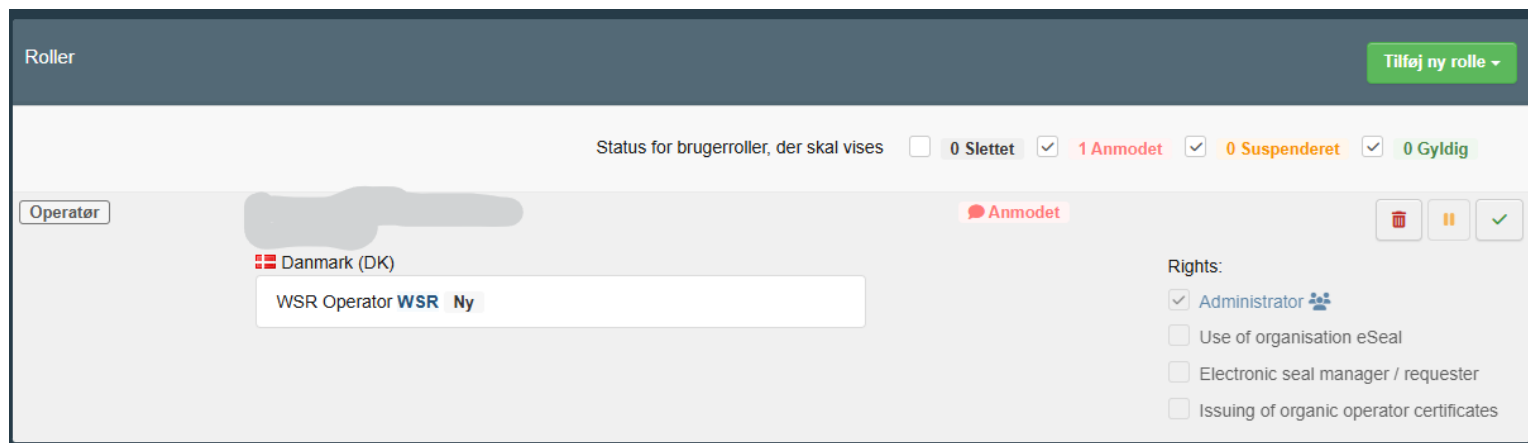 Roller
Tilføj ny rolle
Status for brugerroller, der skal vises 0 Slettet 1 Anmodet 0 Suspenderet 0 Gyldig
Operatør Anmodet
Danmark (DK)
Rights:
WSR Operator WSR Ny
Administrator
Use of organisation eSeal
Electronic seal manager / requester
Issuing of organic operator certificates